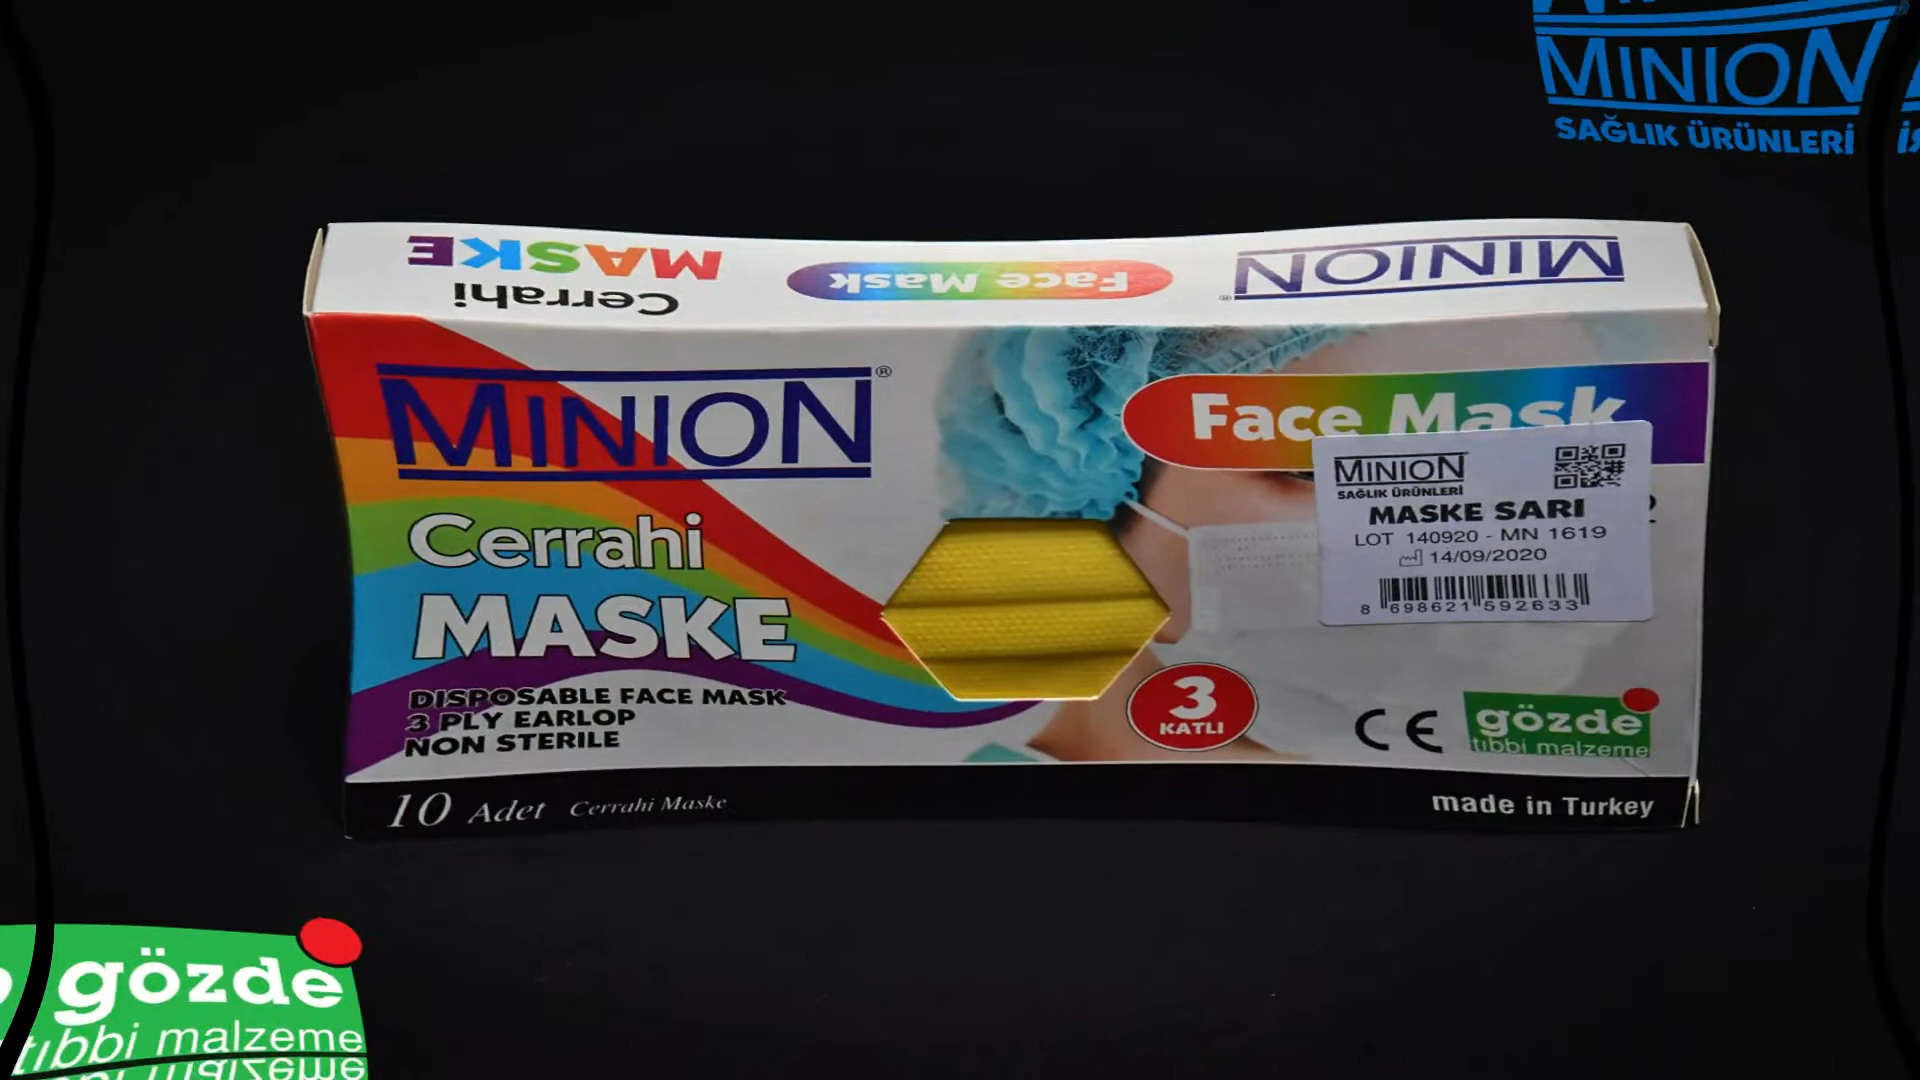 MINION
SAĞLIK ÜRÜNLERİ
Cerrahi
MASKE
Face Mask
MINION
MINION
Cerrahi
MASKE
DISPOSABLE FACE MASK
3 PLY EARLOP
NON STERILE
10 Adet Cerrahi Maske
Face Mask
MINION
SAĞLIK ÜRÜNLERİ
MASKE SARI
LOT 140920 - MN 1619
14/09/2020
8 698621 592633
3
KATLI
CE
gözde
tıbbi malzeme
made in Turkey
gözde
tıbbi malzeme